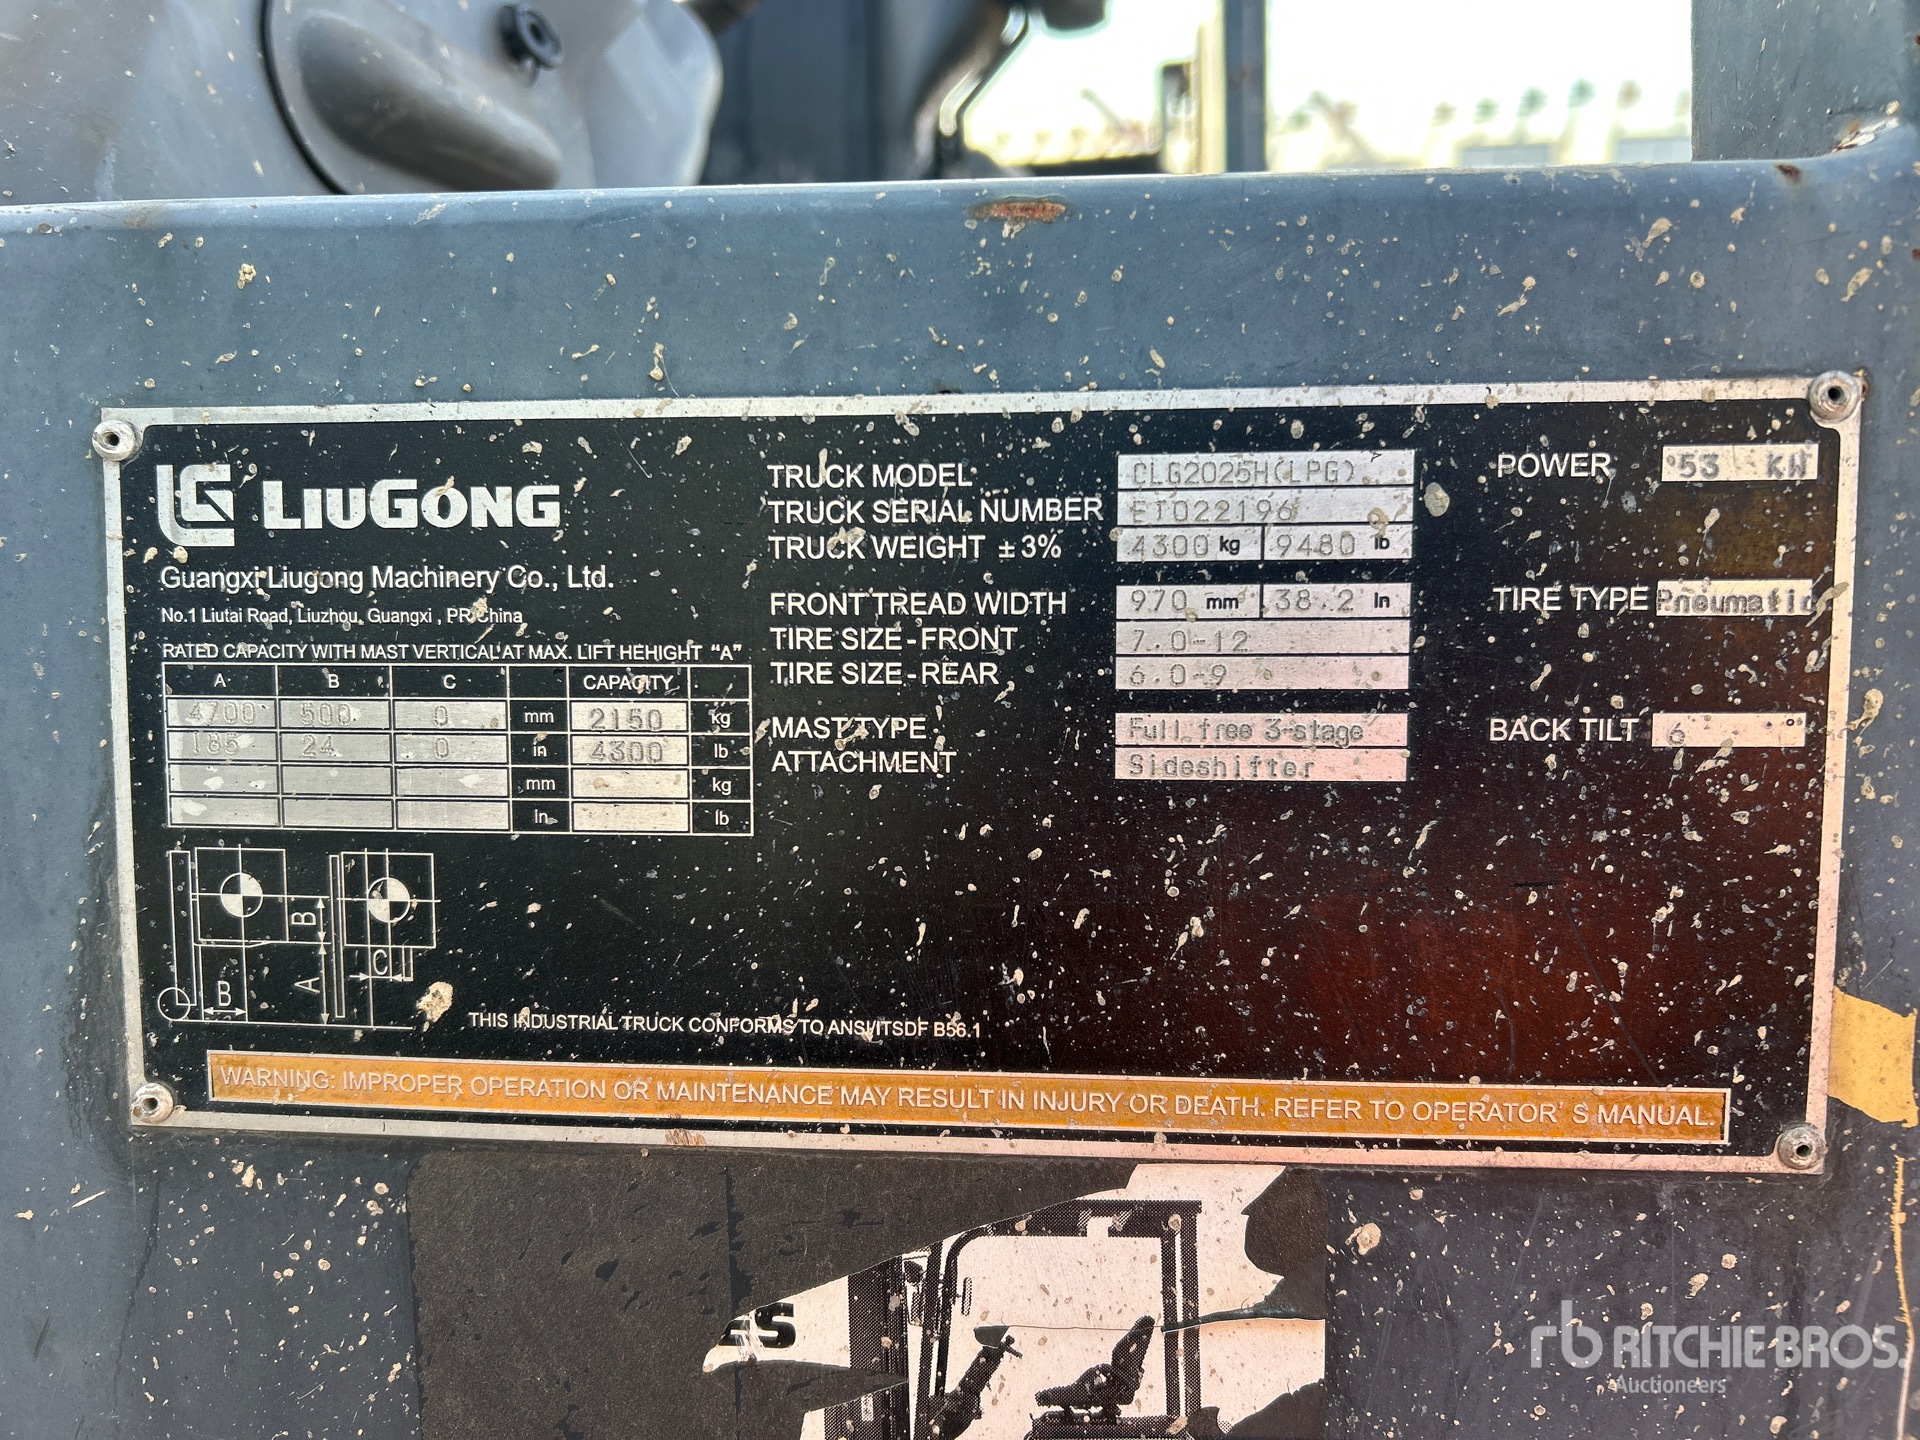 LG LIUGONG
Guangxi Liugong Machinery Co., Ltd.
No.1 Liutai Road, Liuzhou, Guangxi , PR China
RATED CAPACITY WITH MAST VERTICAL AT MAX. LIFT HEHIGHT "A"
A B C CAPACITY
4700 500 0 mm 2150 kg
185 24 0 in 4300 lb
mm kg
In lb
TRUCK MODEL CLG2025H(LPG)
TRUCK SERIAL NUMBER ET022196
TRUCK WEIGHT ± 3% 4300 kg 9480 lb
FRONT TREAD WIDTH 970 mm 38.2 In
TIRE SIZE - FRONT 7.0-12
TIRE SIZE - REAR 6.0-9
MAST TYPE Full free 3-stage
ATTACHMENT Sideshifter
POWER 53 KW
TIRE TYPE Pneumatic
BACK TILT 6 °
B
A
B
C
THIS INDUSTRIAL TRUCK CONFORMS TO ANSI/ITSDF B56.1
WARNING: IMPROPER OPERATION OR MAINTENANCE MAY RESULT IN INJURY OR DEATH. REFER TO OPERATOR' S MANUAL.
ES
rb RITCHIE BROS.
Auctioneers